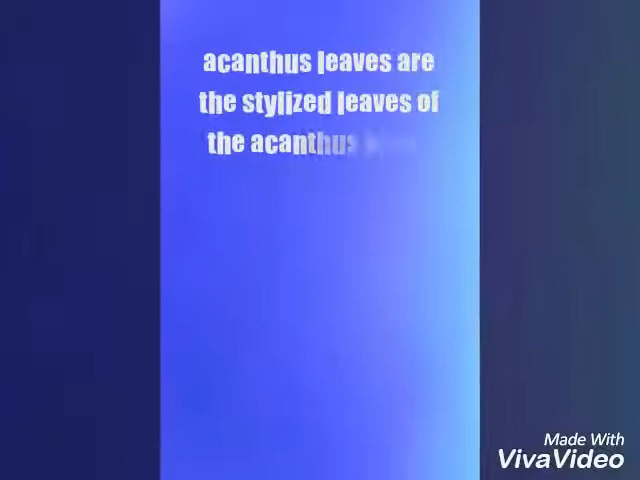 acanthus leaves are
the stylized leaves of
the acanthus
Made With
VivaVideo